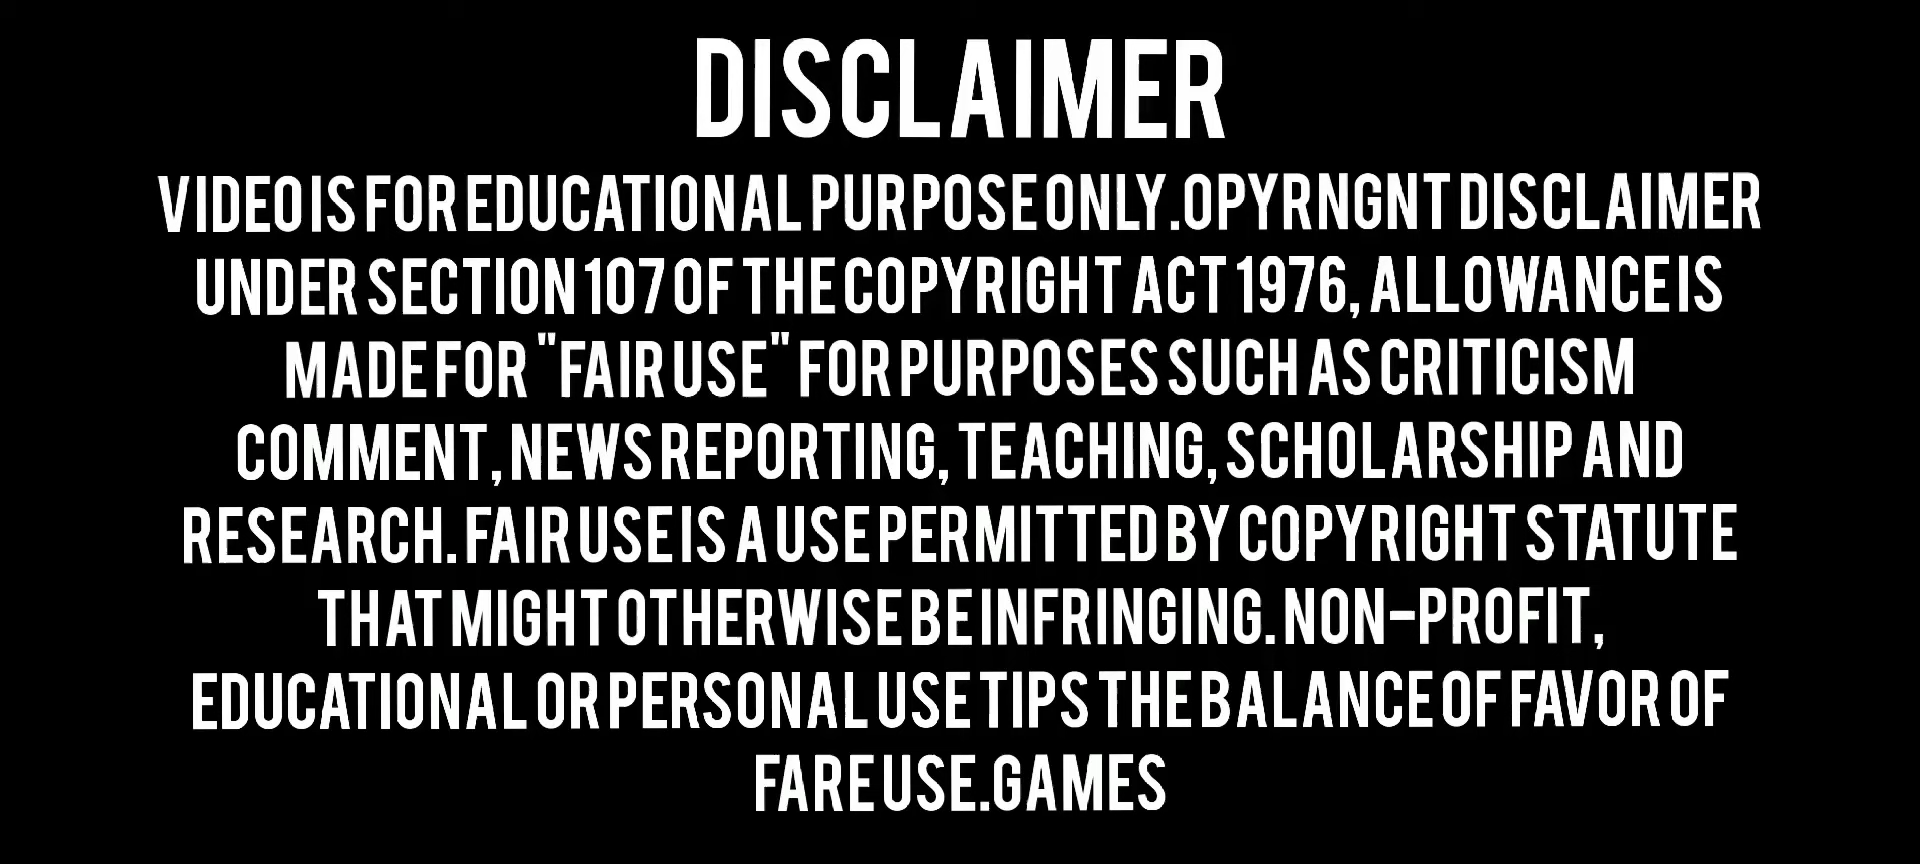 DISCLAIMER
VIDEO IS FOR EDUCATIONAL PURPOSE ONLY.OPYRNGNT DISCLAIMER
UNDER SECTION 107 OF THE COPYRIGHT ACT 1976, ALLOWANCE IS
MADE FOR "FAIR USE" FOR PURPOSES SUCH AS CRITICISM
COMMENT, NEWS REPORTING, TEACHING, SCHOLARSHIP AND
RESEARCH. FAIR USE IS A USE PERMITTED BY COPYRIGHT STATUTE
THAT MIGHT OTHERWISE BE INFRINGING. NON-PROFIT,
EDUCATIONAL OR PERSONAL USE TIPS THE BALANCE OF FAVOR OF
FARE USE.GAMES